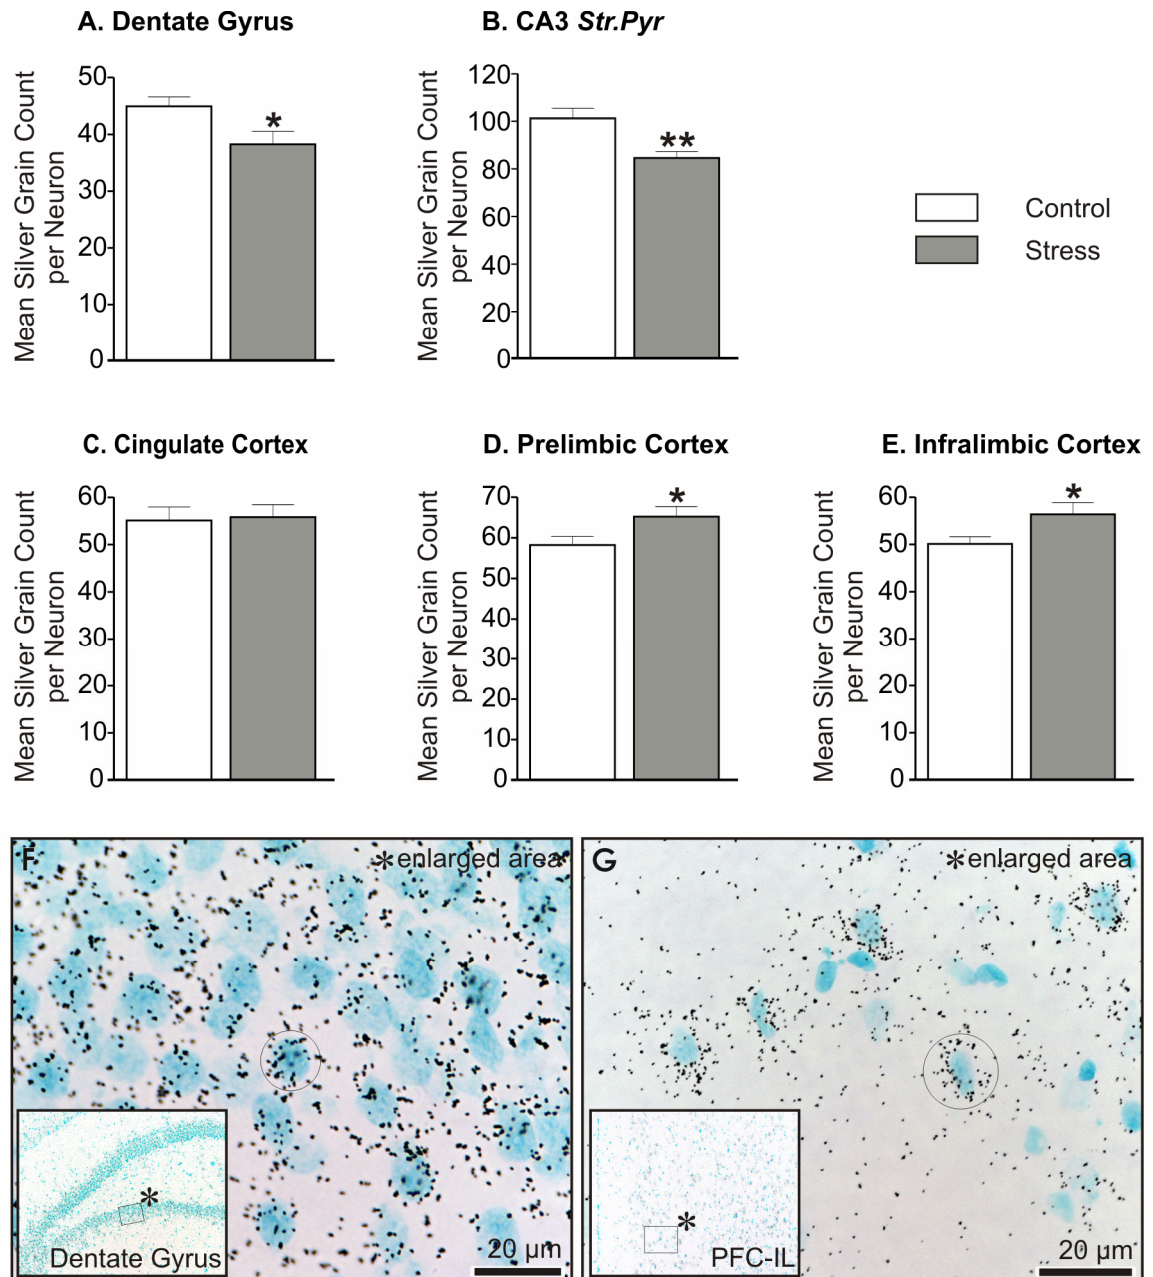 A. Dentate Gyrus
B. CA3 Str.Pyr
Mean Silver Grain Count
per Neuron
50
40
30
20
10
0
*
Mean Silver Grain Count
per Neuron
120
100
80
60
40
20
0
**
Control
Stress
C. Cingulate Cortex
D. Prelimbic Cortex
E. Infralimbic Cortex
Mean Silver Grain Count
per Neuron
60
50
40
30
20
10
0
Mean Silver Grain Count
per Neuron
70
60
50
40
30
20
10
0
*
Mean Silver Grain Count
per Neuron
60
50
40
30
20
10
0
*
F
*enlarged area
*
Dentate Gyrus
20 µm
G
*enlarged area
*
PFC-IL
20 µm